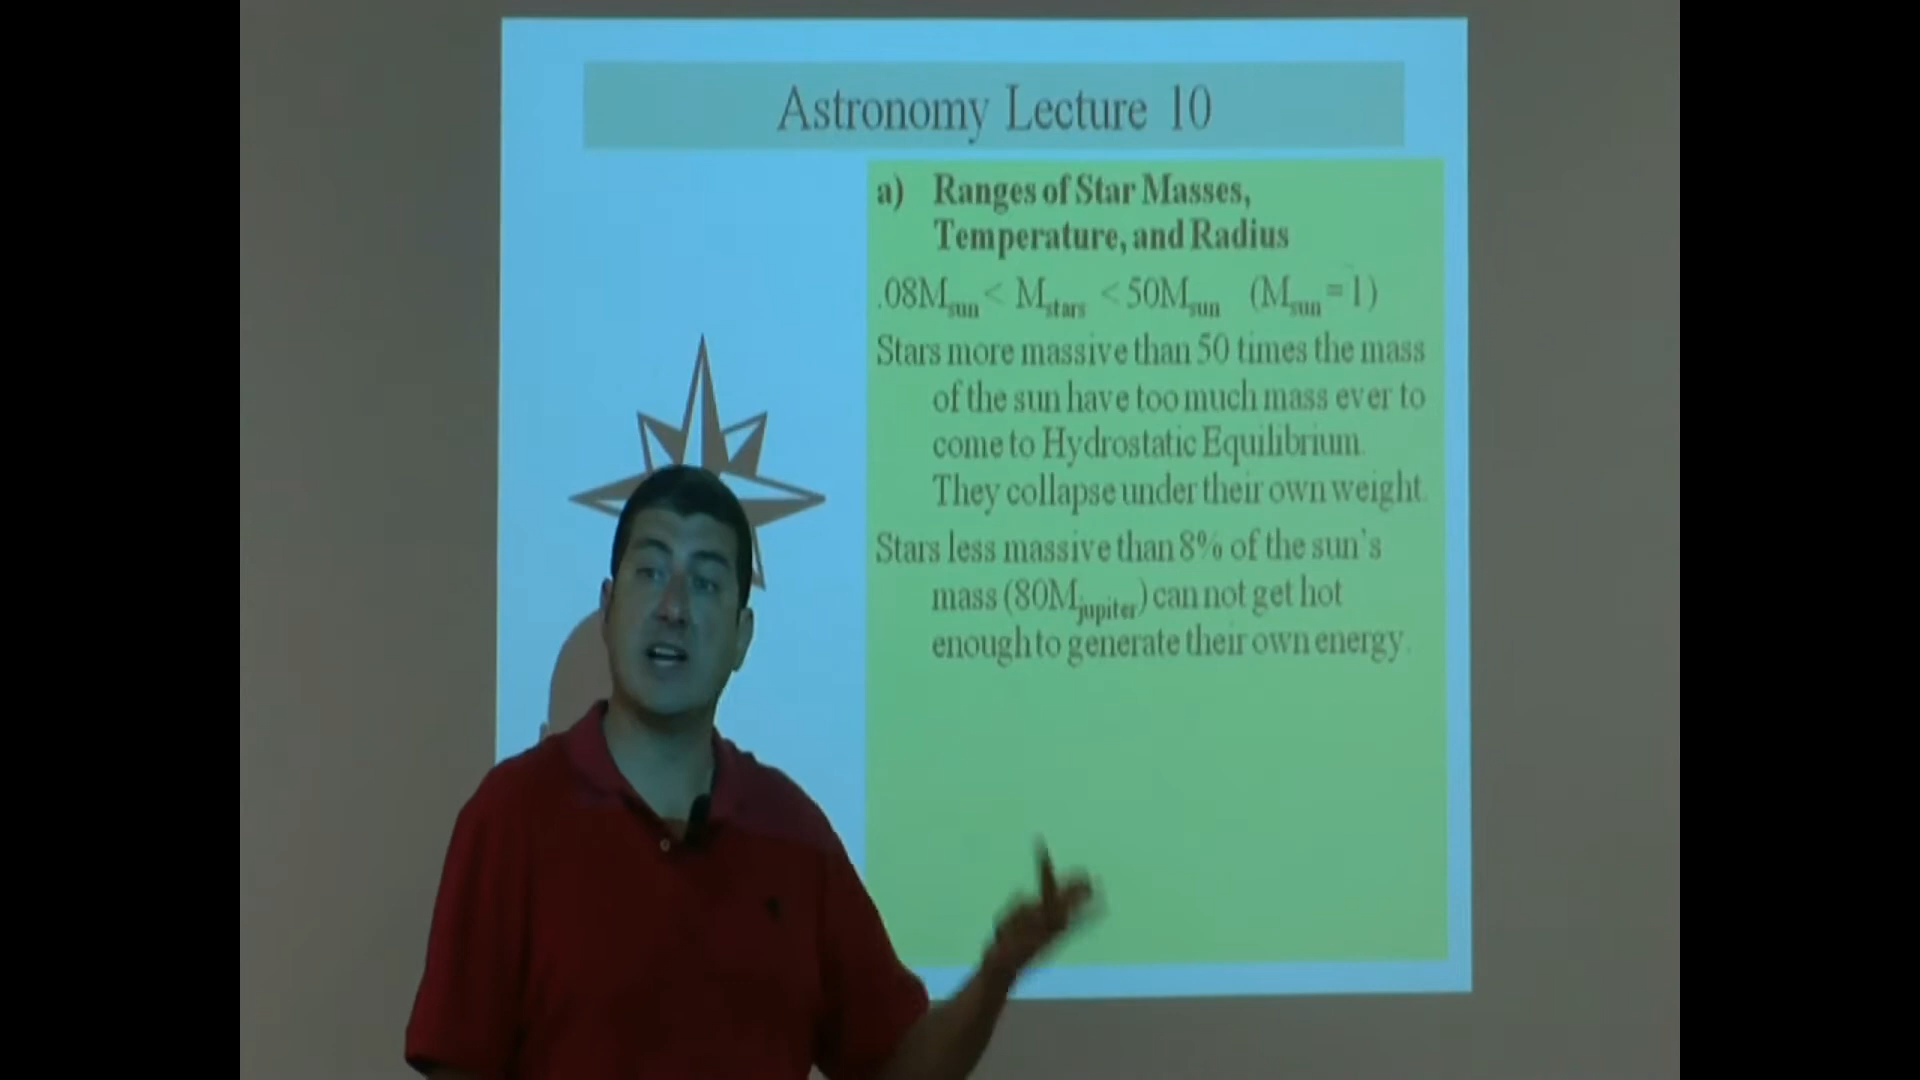 Astronomy Lecture 10
a) Ranges of Star Masses,
Temperature, and Radius
.08Msun < Mstars < 50Msun (Msun = 1)
Stars more massive than 50 times the mass
of the sun have too much mass ever to
come to Hydrostatic Equilibrium.
They collapse under their own weight.
Stars less massive than 8% of the sun's
mass (80Mjupiter) can not get hot
enough to generate their own energy.